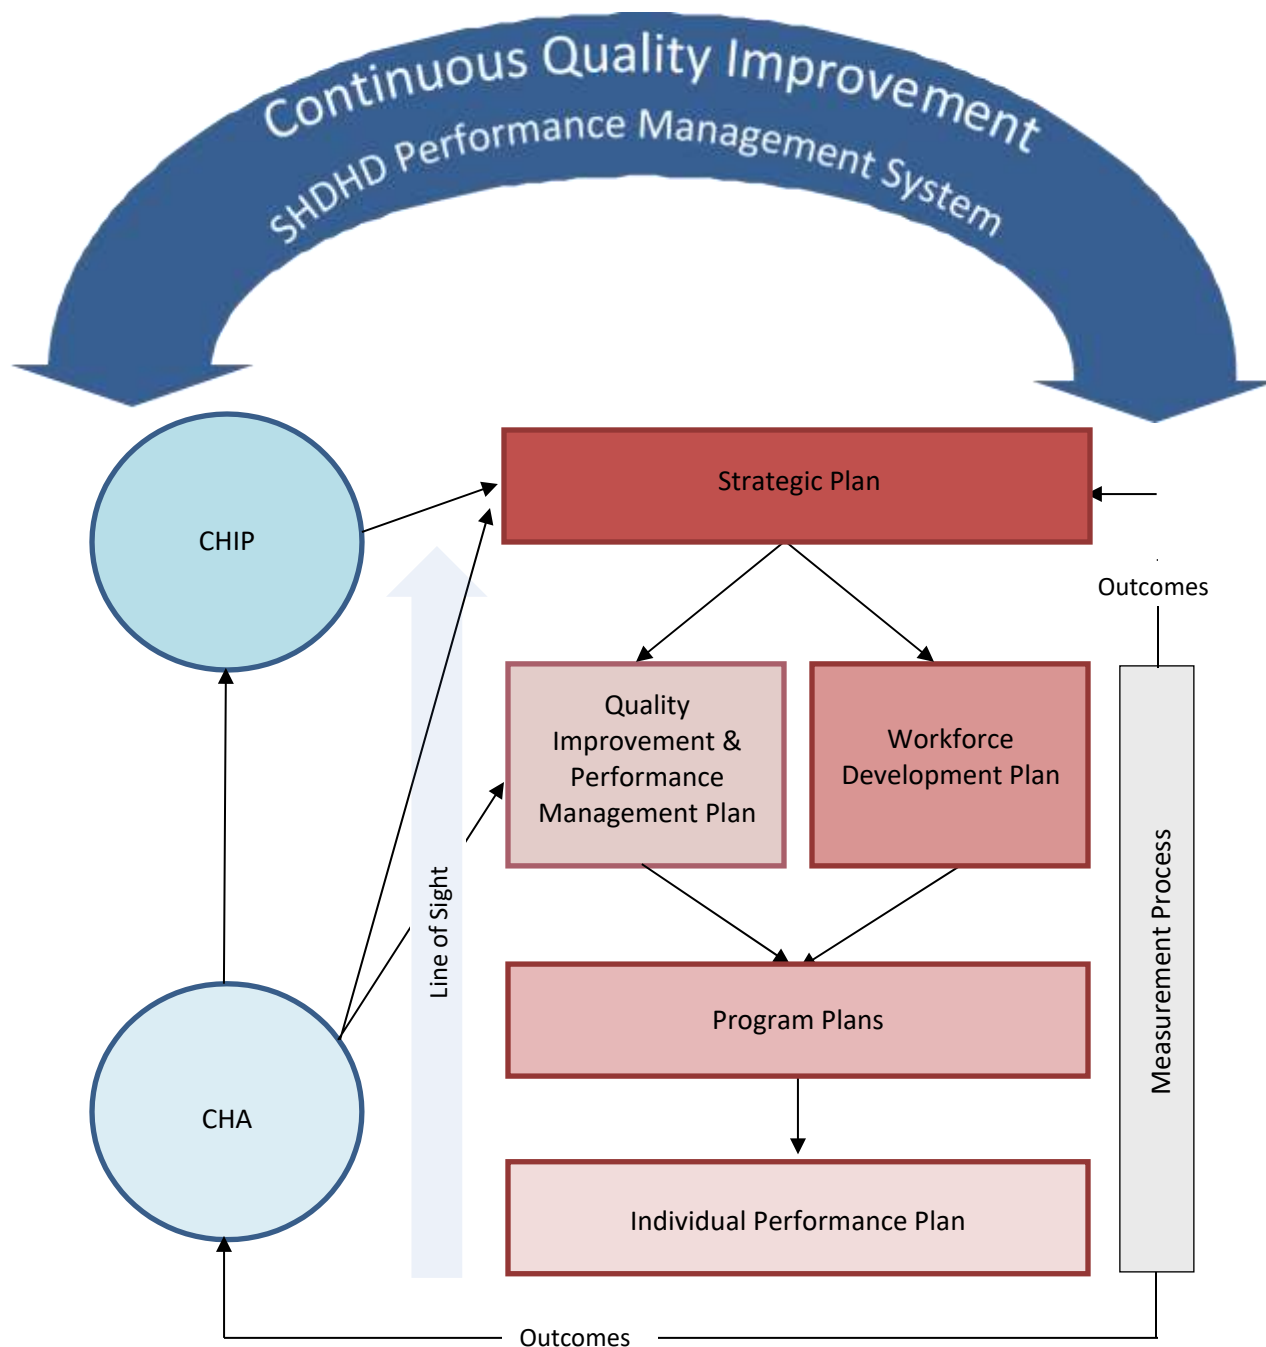 Continuous Quality Improvement
SHDHD Performance Management System
Strategic Plan
CHIP
Outcomes
Quality
Improvement &
Performance
Management Plan
Workforce
Development Plan
Line of Sight
Measurement Process
Program Plans
CHA
Individual Performance Plan
Outcomes